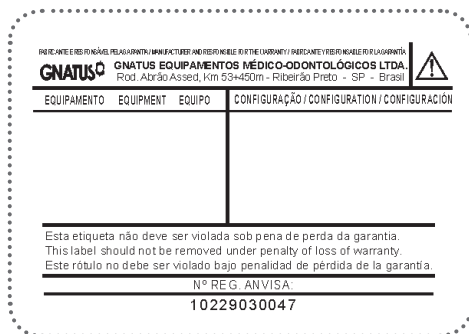 FABRICANTE E RESPONSÁVEL PELA GARANTIA / MANUFACTURER AND RESPONSIBLE FOR THE WARRANTY / FABRICANTE Y RESPONSABLE POR LA GARANTÍA
GNATUS GNATUS EQUIPAMENTOS MÉDICO-ODONTOLÓGICOS LTDA.
Rod. Abrão Assed, Km 53+450m - Ribeirão Preto - SP - Brasil
EQUIPAMENTO EQUIPMENT EQUIPO CONFIGURAÇÃO / CONFIGURATION / CONFIGURACIÓN
Esta etiqueta não deve ser violada sob pena de perda da garantia.
This label should not be removed under penalty of loss of warranty.
Este rótulo no debe ser violado bajo penalidad de pérdida de la garantía.
Nº REG. ANVISA:
10229030047